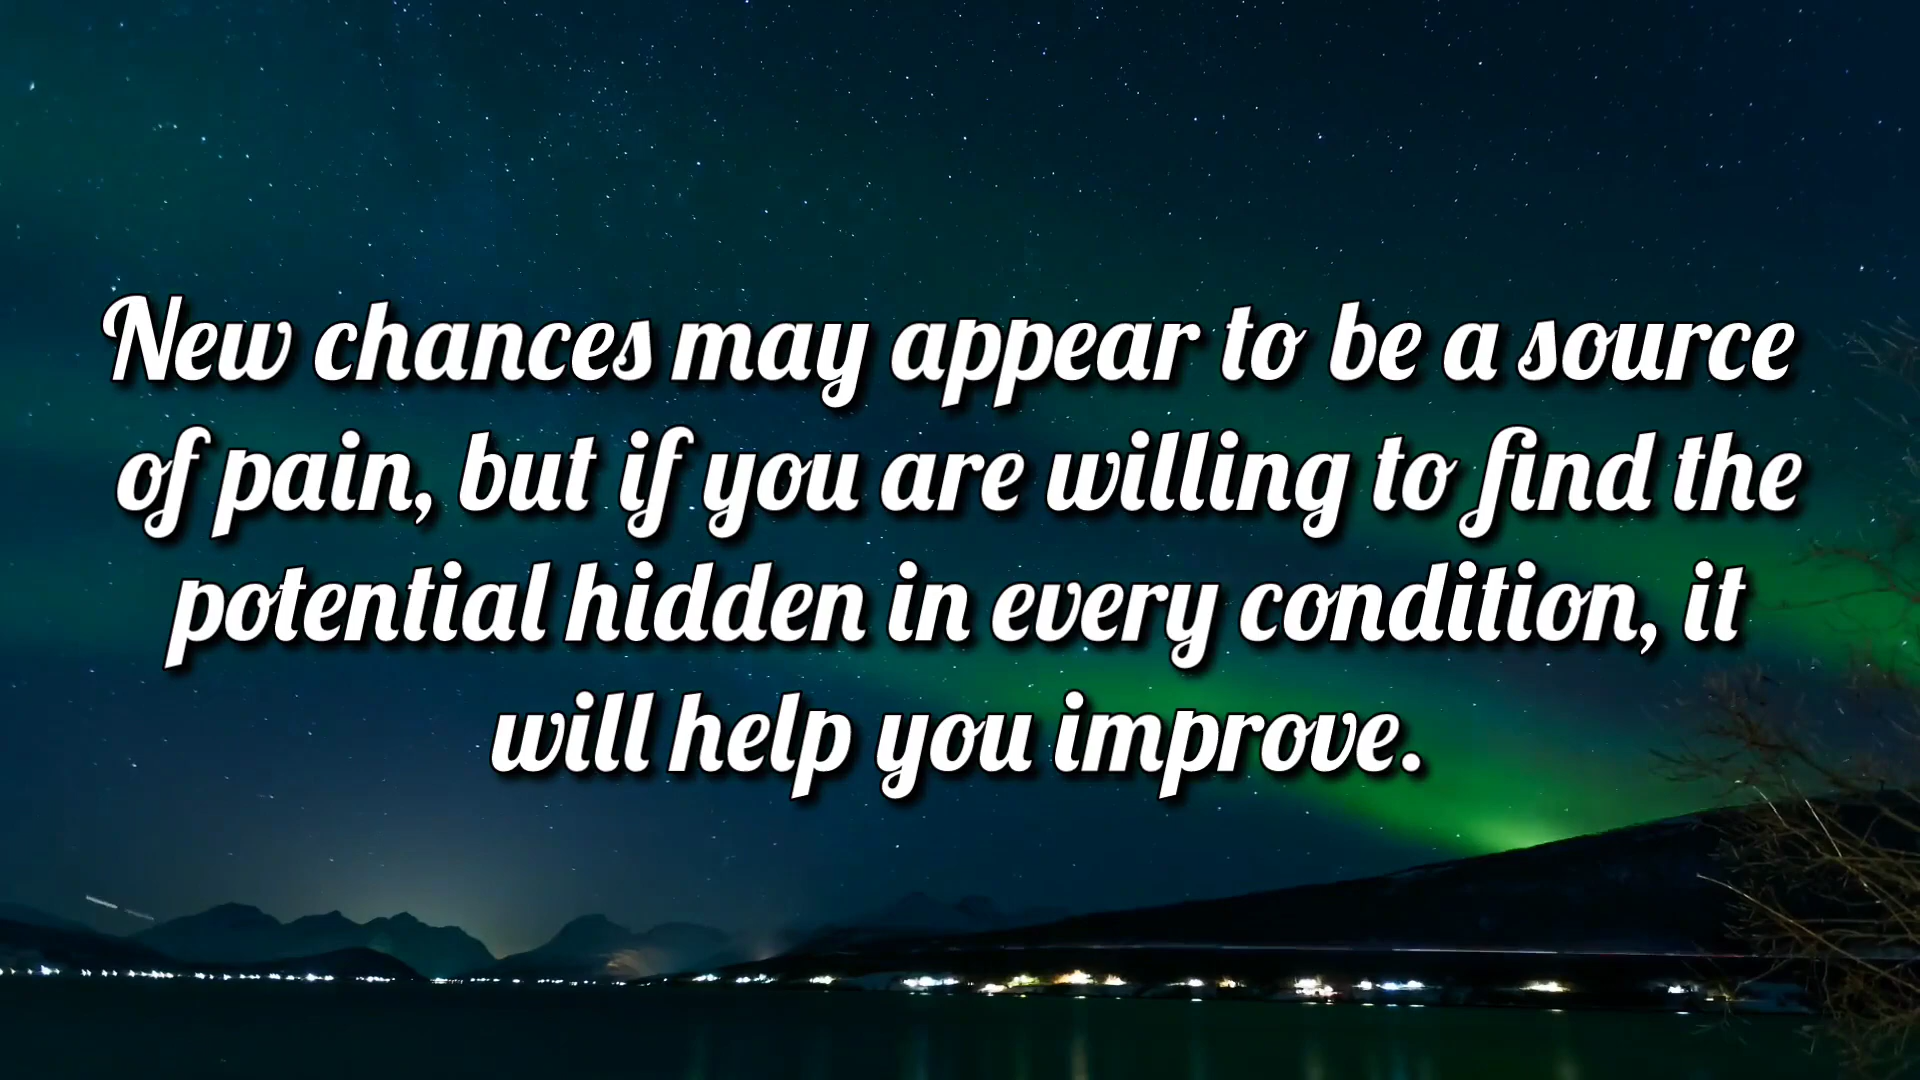 New chances may appear to be a source
of pain, but if you are willing to find the
potential hidden in every condition, it
will help you improve.